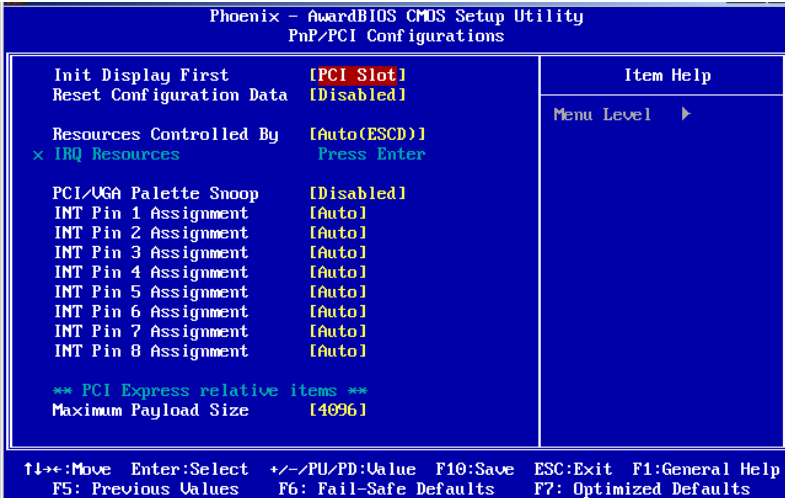 Phoenix - AwardBIOS CMOS Setup Utility
PnP/PCI Configurations
Init Display First [PCI Slot]
Reset Configuration Data [Disabled]
Resources Controlled By [Auto(ESCD)]
x IRQ Resources Press Enter
PCI/VGA Palette Snoop [Disabled]
INT Pin 1 Assignment [Auto]
INT Pin 2 Assignment [Auto]
INT Pin 3 Assignment [Auto]
INT Pin 4 Assignment [Auto]
INT Pin 5 Assignment [Auto]
INT Pin 6 Assignment [Auto]
INT Pin 7 Assignment [Auto]
INT Pin 8 Assignment [Auto]
** PCI Express relative items **
Maximum Payload Size [4096]
Item Help
Menu Level ▶
↑↓→←:Move Enter:Select +/-/PU/PD:Value F10:Save ESC:Exit F1:General Help
F5: Previous Values F6: Fail-Safe Defaults F7: Optimized Defaults